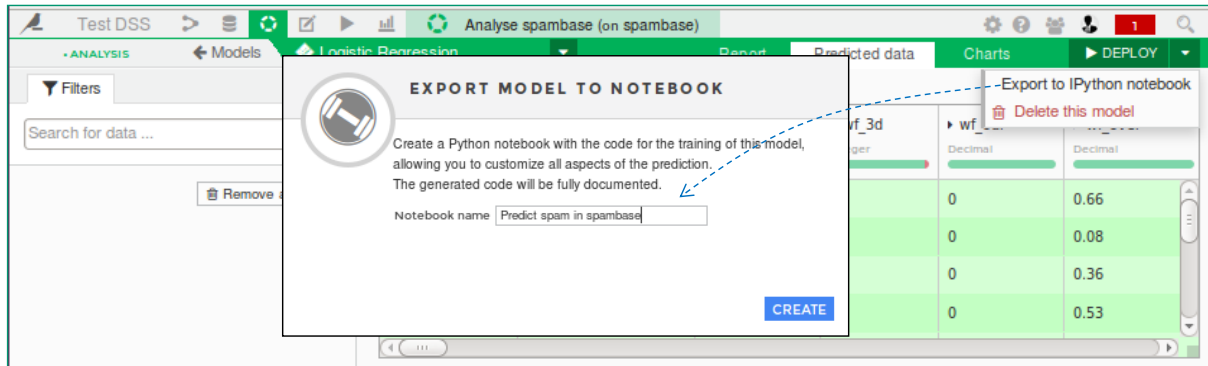 Test DSS
Analyse spambase (on spambase)
1
ANALYSIS
Models
Logistic Regression
Report
Predicted data
Charts
DEPLOY
Export to IPython notebook
Delete this model
Filters
Search for data ...
Remove
EXPORT MODEL TO NOTEBOOK
Create a Python notebook with the code for the training of this model,
allowing you to customize all aspects of the prediction.
The generated code will be fully documented.
Notebook name Predict spam in spambase
CREATE
wf_3d
Decimal
Decimal
0 0.66
0 0.08
0 0.36
0 0.53